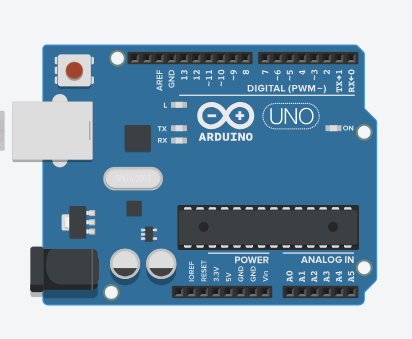 AREF
GND
13
12
~11
~10
~9
8
7
~6
~5
4
~3
2
TX→1
RX←0
DIGITAL (PWM~)
L
TX
RX
ARDUINO
UNO
ON
POWER
ANALOG IN
IOREF
RESET
3.3V
5V
GND
GND
Vin
A0
A1
A2
A3
A4
A5